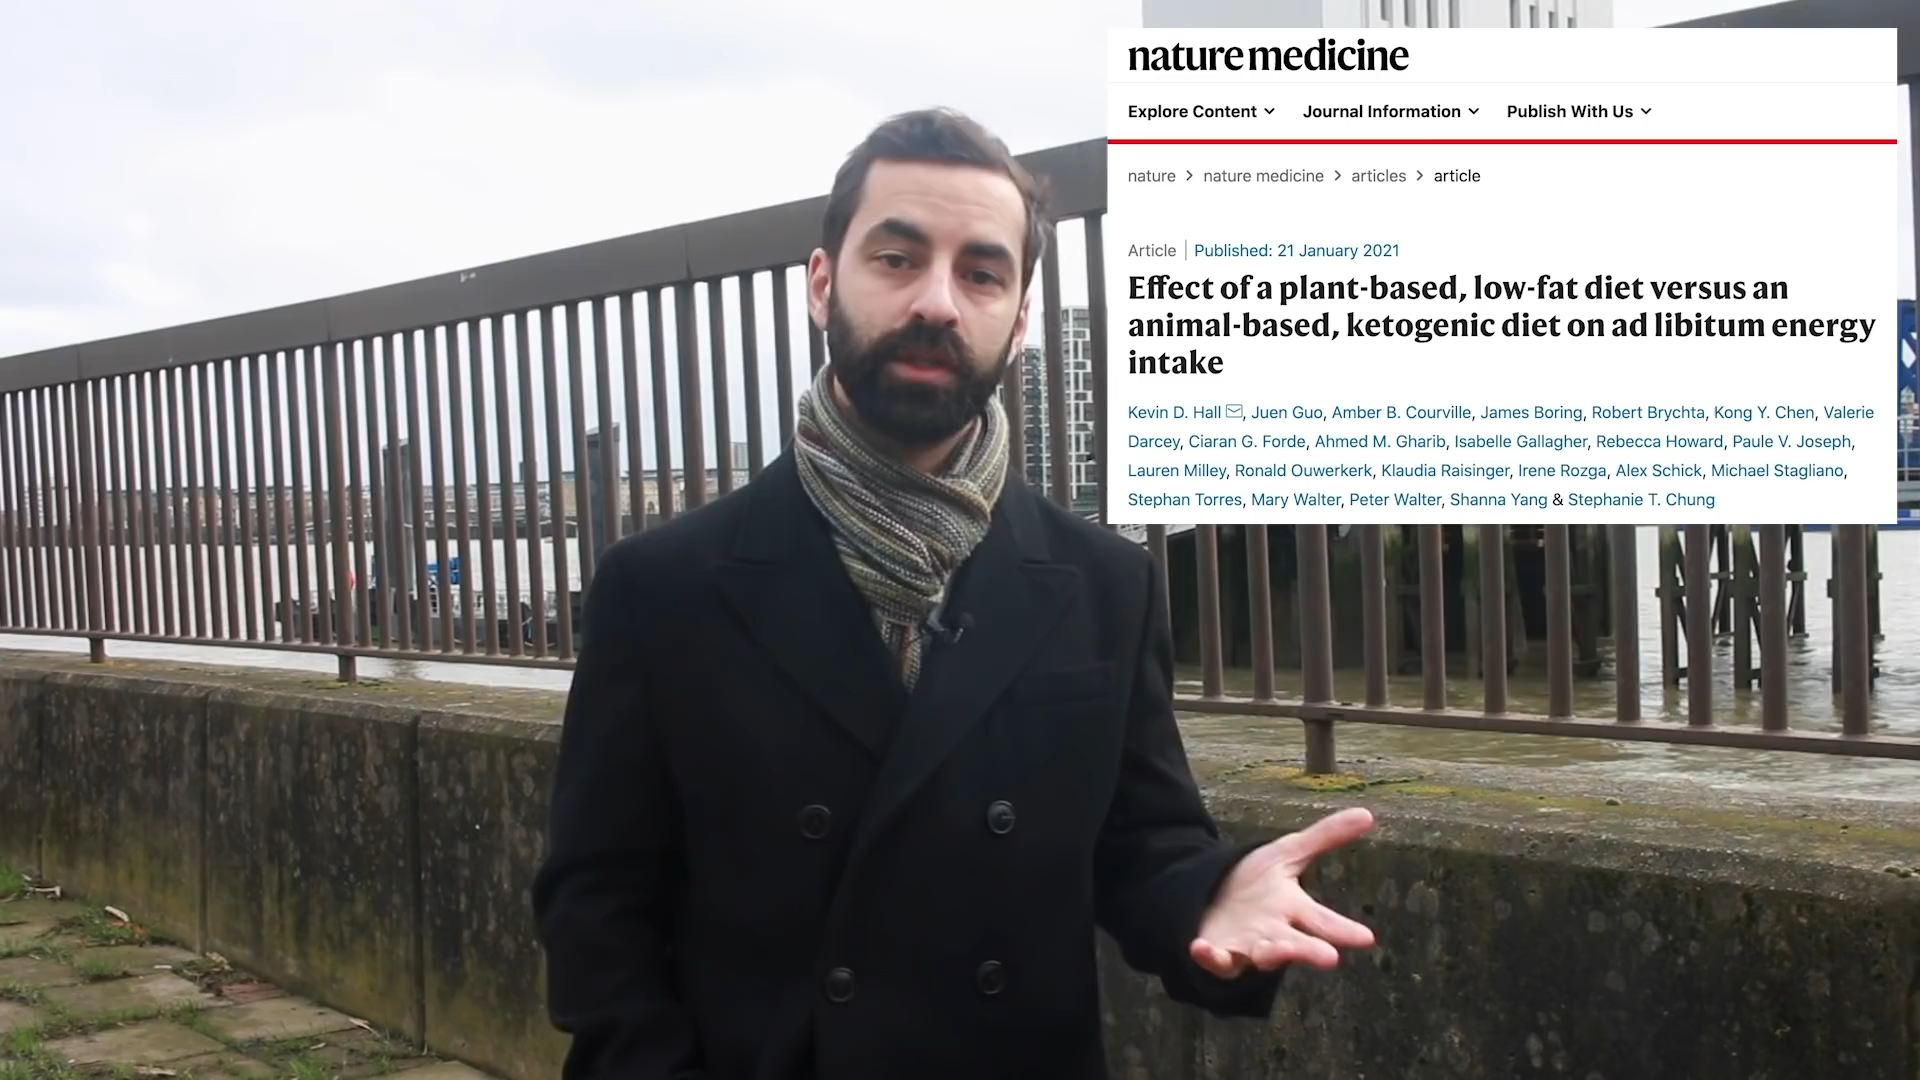 nature medicine
Explore Content Journal Information Publish With Us
nature > nature medicine > articles > article
Article | Published: 21 January 2021
Effect of a plant-based, low-fat diet versus an
animal-based, ketogenic diet on ad libitum energy
intake
Kevin D. Hall, Juen Guo, Amber B. Courville, James Boring, Robert Brychta, Kong Y. Chen, Valerie
Darcey, Ciaran G. Forde, Ahmed M. Gharib, Isabelle Gallagher, Rebecca Howard, Paule V. Joseph,
Lauren Milley, Ronald Ouwerkerk, Klaudia Raisinger, Irene Rozga, Alex Schick, Michael Stagliano,
Stephan Torres, Mary Walter, Peter Walter, Shanna Yang & Stephanie T. Chung